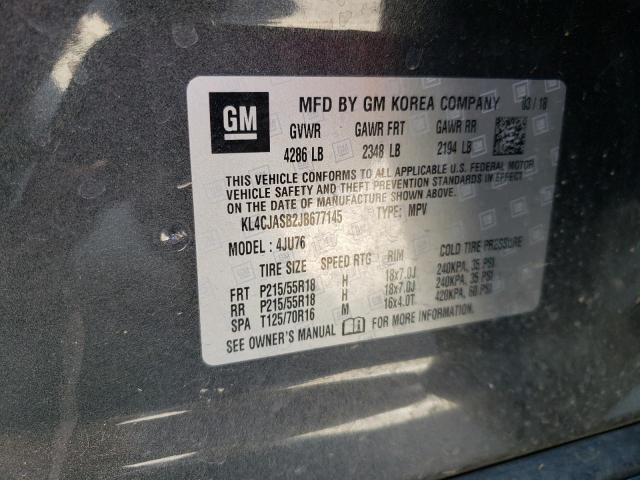 GM
MFD BY GM KOREA COMPANY 03/18
GVWR GAWR FRT GAWR RR
4286 LB 2348 LB 2194 LB
THIS VEHICLE CONFORMS TO ALL APPLICABLE U.S. FEDERAL MOTOR
VEHICLE SAFETY AND THEFT PREVENTION STANDARDS IN EFFECT
ON THE DATE OF MANUFACTURE SHOWN ABOVE.
KL4CJASB2JB677145 TYPE: MPV
MODEL: 4JU76
TIRE SIZE SPEED RTG RIM COLD TIRE PRESSURE
FRT P215/55R18 H 18x7.0J 240KPA, 35 PSI
RR P215/55R18 H 18x7.0J 240KPA, 35 PSI
SPA T125/70R16 M 16x4.0T 420KPA, 60 PSI
SEE OWNER'S MANUAL FOR MORE INFORMATION.